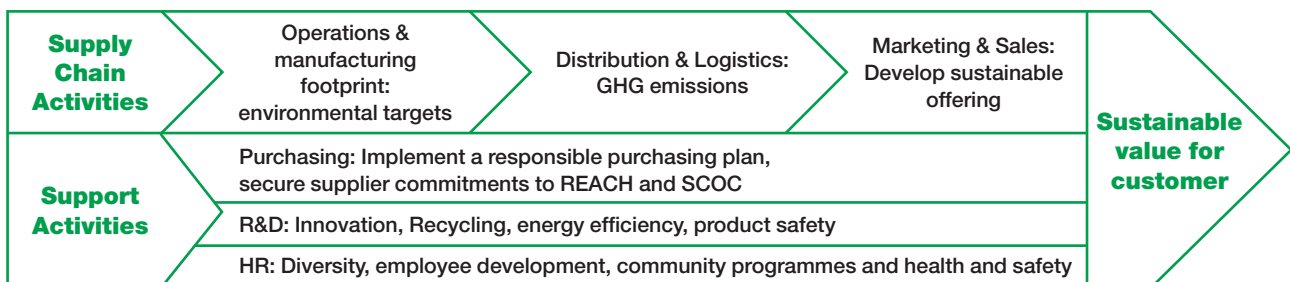 Supply
Chain
Activities
Operations &
manufacturing
footprint:
environmental targets
Distribution & Logistics:
GHG emissions
Marketing & Sales:
Develop sustainable
offering
Support
Activities
Purchasing: Implement a responsible purchasing plan,
secure supplier commitments to REACH and SCOC
R&D: Innovation, Recycling, energy efficiency, product safety
HR: Diversity, employee development, community programmes and health and safety
Sustainable
value for
customer